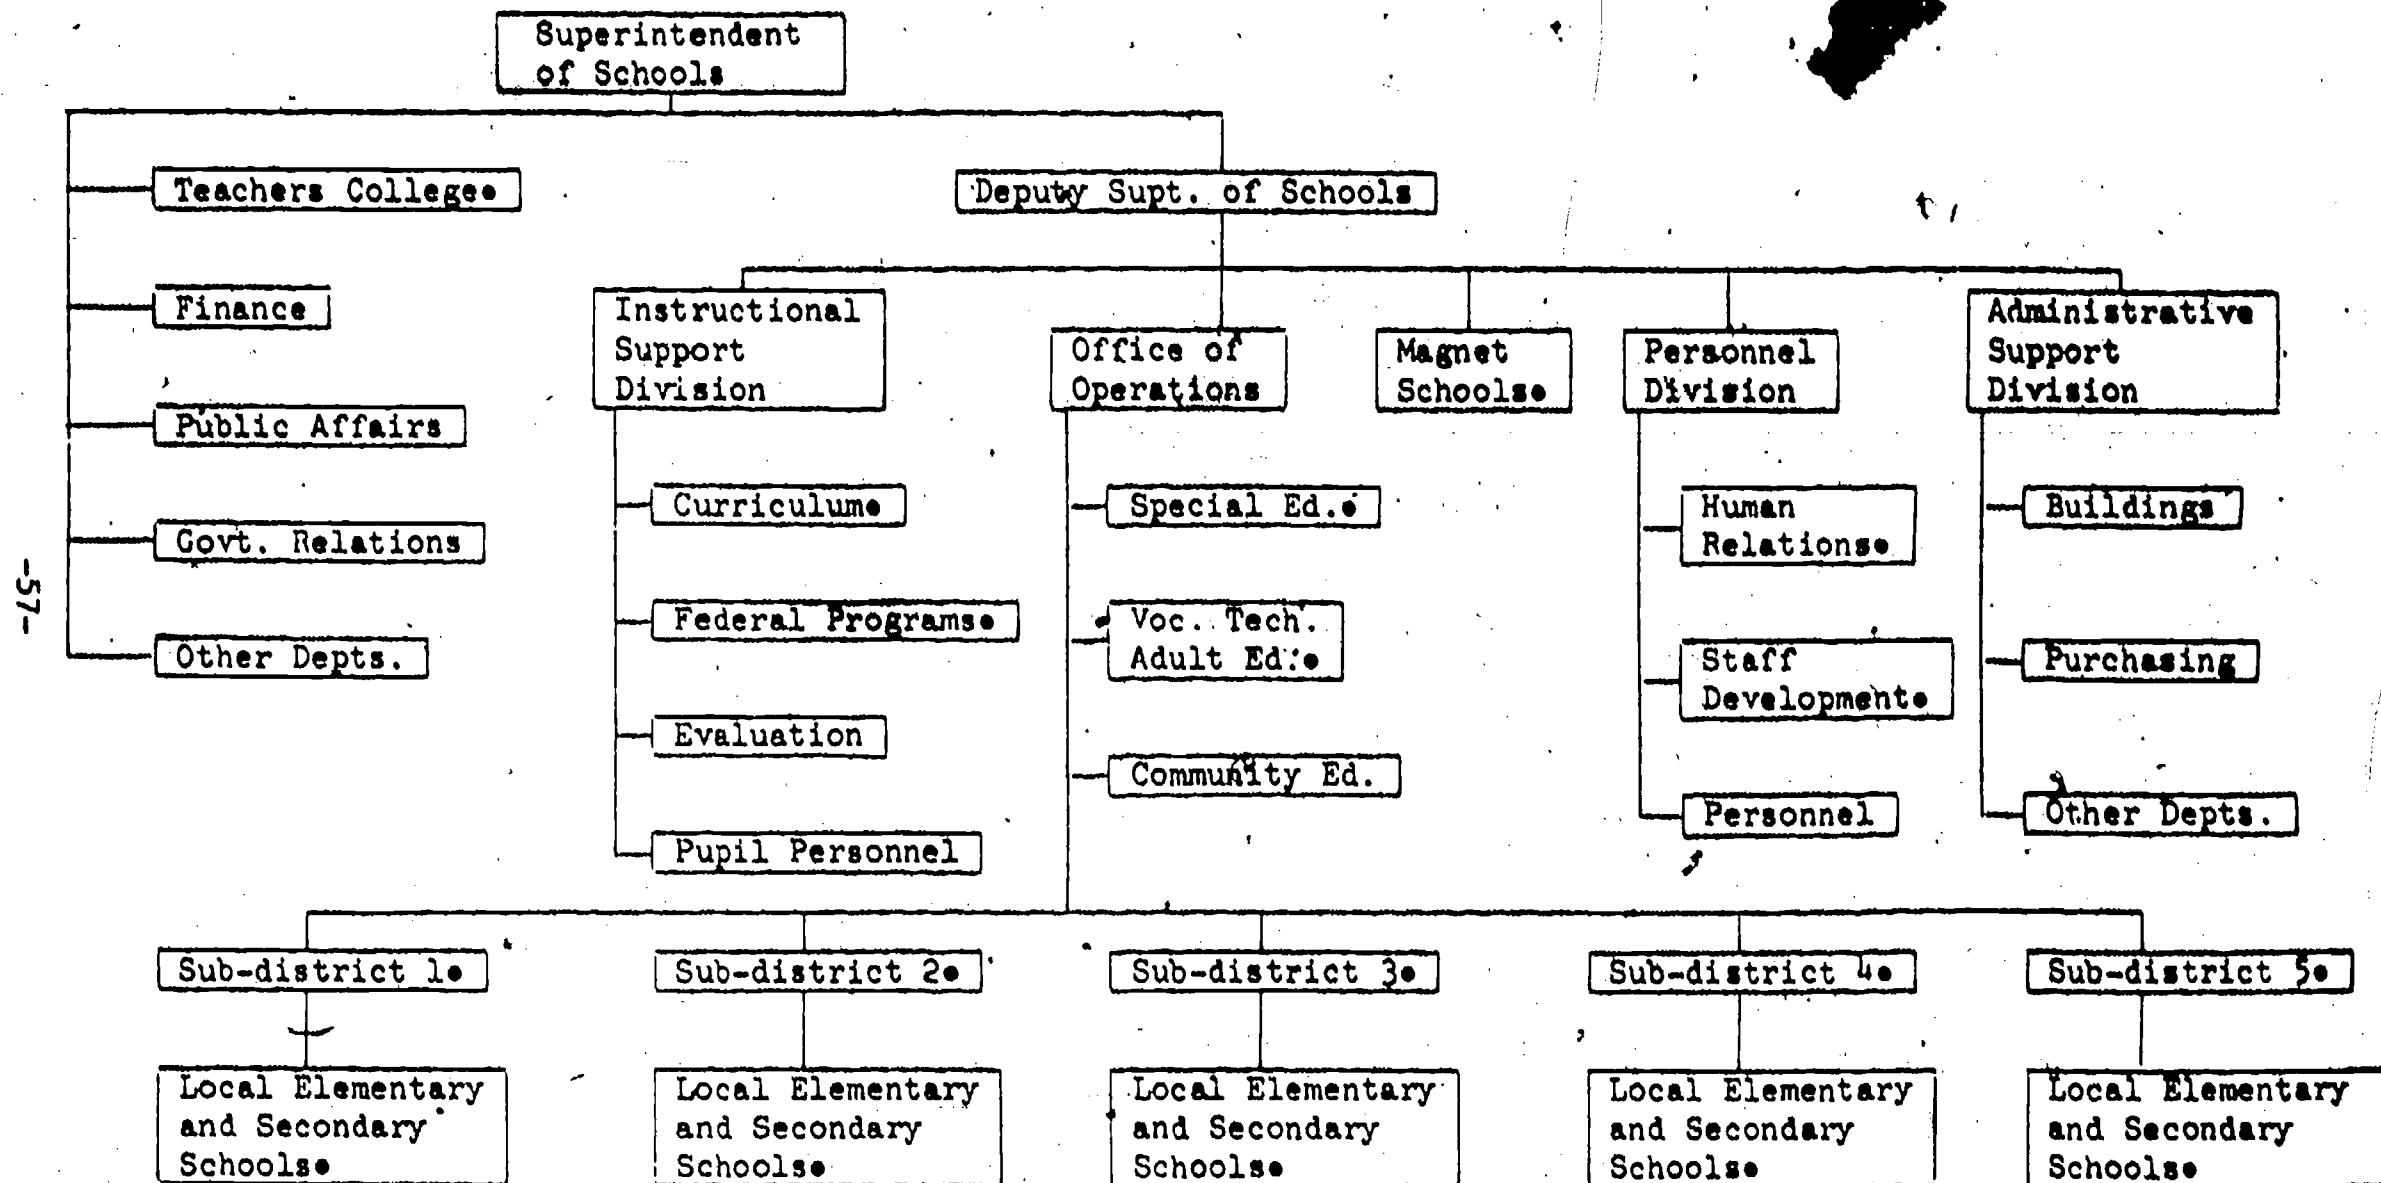 Superintendent
of Schools
Teachers College•
Deputy Supt. of Schools
Finance
Instructional
Support
Division
Office of
Operations
Magnet
Schools•
Personnel
Division
Administrative
Support
Division
Public Affairs
Govt. Relations
Other Depts.
Curriculum•
Federal Programs•
Evaluation
Pupil Personnel
Special Ed.•
Voc. Tech.
Adult Ed.•
Community Ed.
Human
Relations•
Staff
Development•
Personnel
Buildings
Purchasing
Other Depts.
-57-
Sub-district 1•
Sub-district 2•
Sub-district 3•
Sub-district 4•
Sub-district 5•
Local Elementary
and Secondary
Schools•
Local Elementary
and Secondary
Schools•
Local Elementary
and Secondary
Schools•
Local Elementary
and Secondary
Schools•
Local Elementary
and Secondary
Schools•